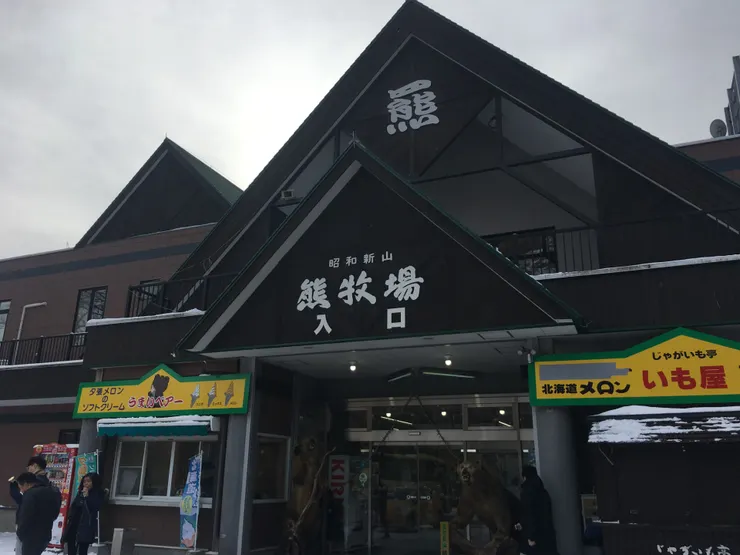 熊
昭和新山
熊牧場
入口
夕張メロン
の
ソフトクリーム
うまいベアー
じゃがいも亭
北海道メロン
いも屋